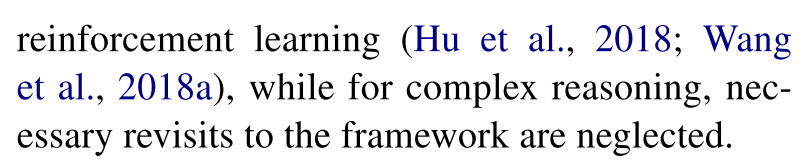 reinforcement learning (Hu et al., 2018; Wang
et al., 2018a), while for complex reasoning, nec-
essary revisits to the framework are neglected.